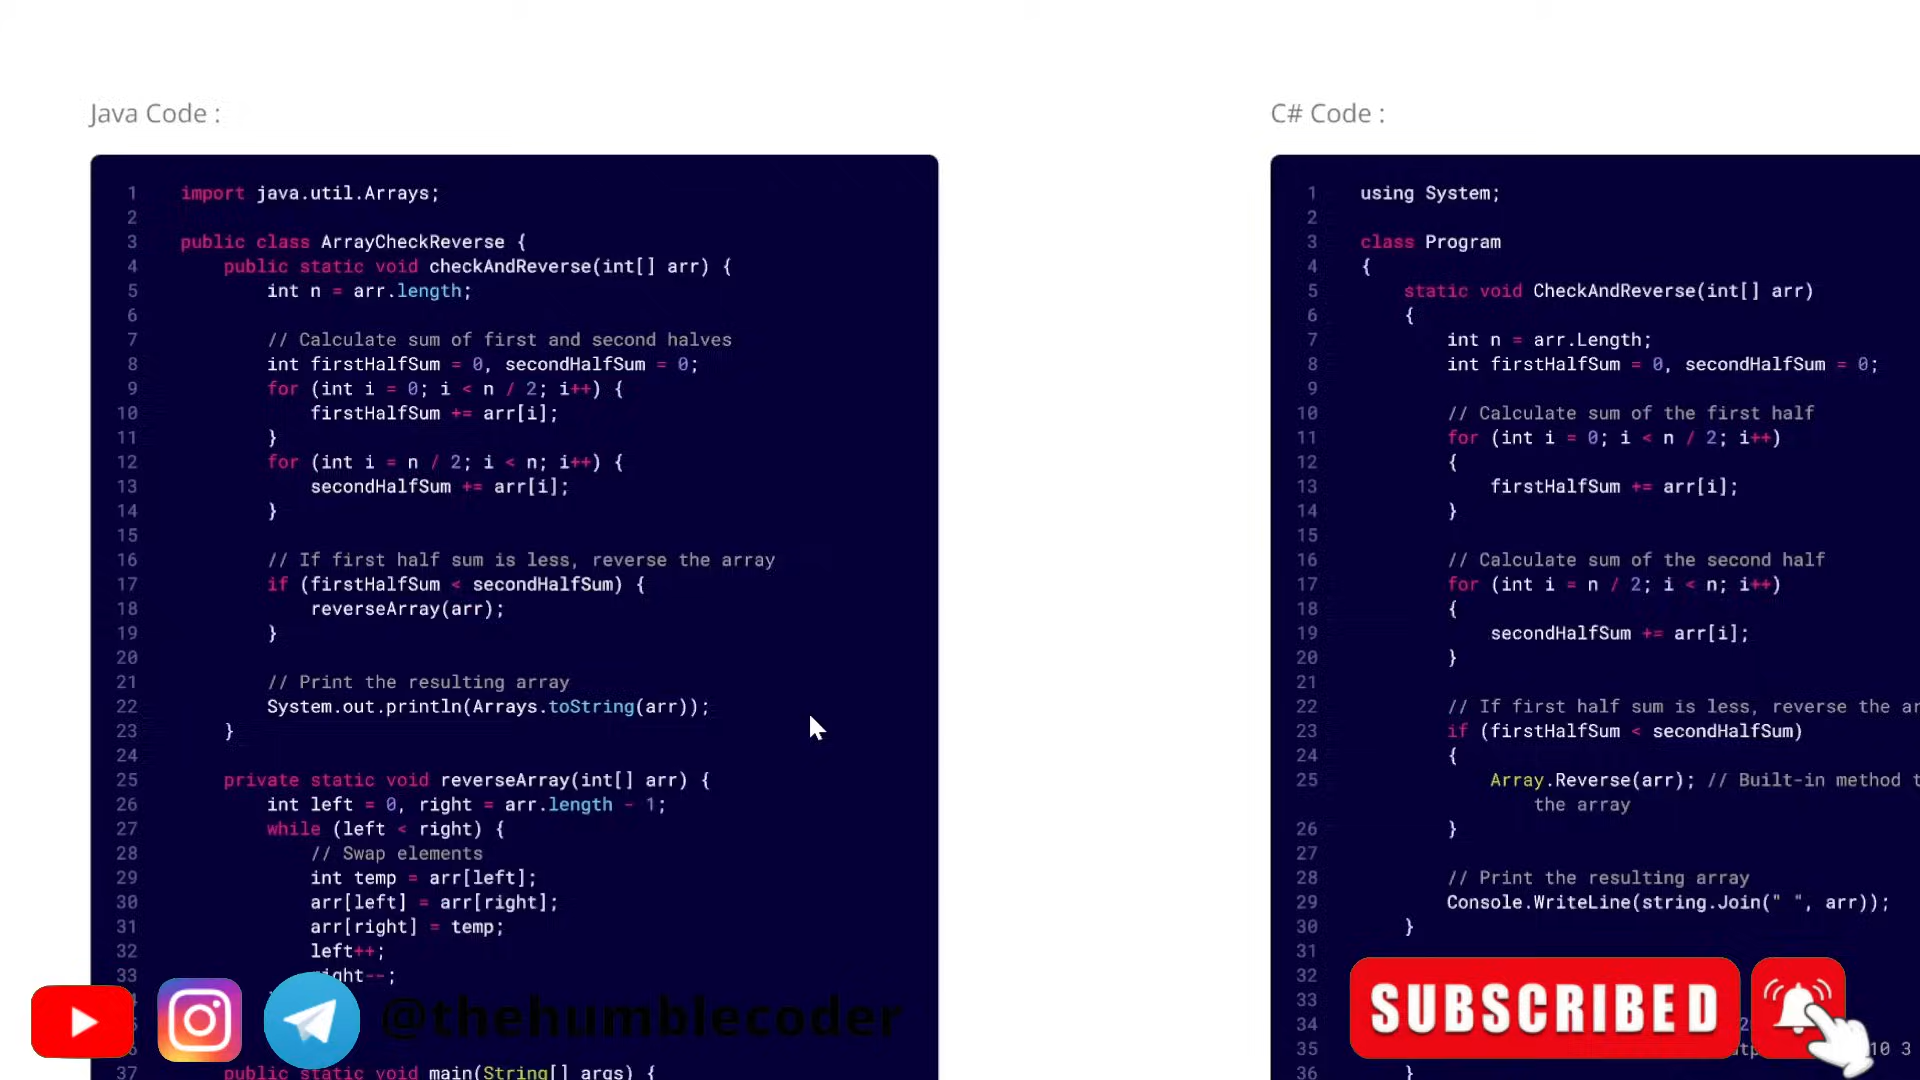 Java Code :
1 import java.util.Arrays;
2
3 public class ArrayCheckReverse {
4 public static void checkAndReverse(int[] arr) {
5 int n = arr.length;
6
7 // Calculate sum of first and second halves
8 int firstHalfSum = 0, secondHalfSum = 0;
9 for (int i = 0; i < n / 2; i++) {
10 firstHalfSum += arr[i];
11 }
12 for (int i = n / 2; i < n; i++) {
13 secondHalfSum += arr[i];
14 }
15
16 // If first half sum is less, reverse the array
17 if (firstHalfSum < secondHalfSum) {
18 reverseArray(arr);
19 }
20
21 // Print the resulting array
22 System.out.println(Arrays.toString(arr));
23 }
24
25 private static void reverseArray(int[] arr) {
26 int left = 0, right = arr.length - 1;
27 while (left < right) {
28 // Swap elements
29 int temp = arr[left];
30 arr[left] = arr[right];
31 arr[right] = temp;
32 left++;
33 right--;
37 public static void main(String[] args) {
C# Code :
1 using System;
2
3 class Program
4 {
5 static void CheckAndReverse(int[] arr)
6 {
7 int n = arr.Length;
8 int firstHalfSum = 0, secondHalfSum = 0;
9
10 // Calculate sum of the first half
11 for (int i = 0; i < n / 2; i++)
12 {
13 firstHalfSum += arr[i];
14 }
15
16 // Calculate sum of the second half
17 for (int i = n / 2; i < n; i++)
18 {
19 secondHalfSum += arr[i];
20 }
21
22 // If first half sum is less, reverse the ar
23 if (firstHalfSum < secondHalfSum)
24 {
25 Array.Reverse(arr); // Built-in method t
the array
26 }
27
28 // Print the resulting array
29 Console.WriteLine(string.Join(" ", arr));
30 }
31
32
33
34
35 10 3
36 }
@thehumblecoder
SUBSCRIBED